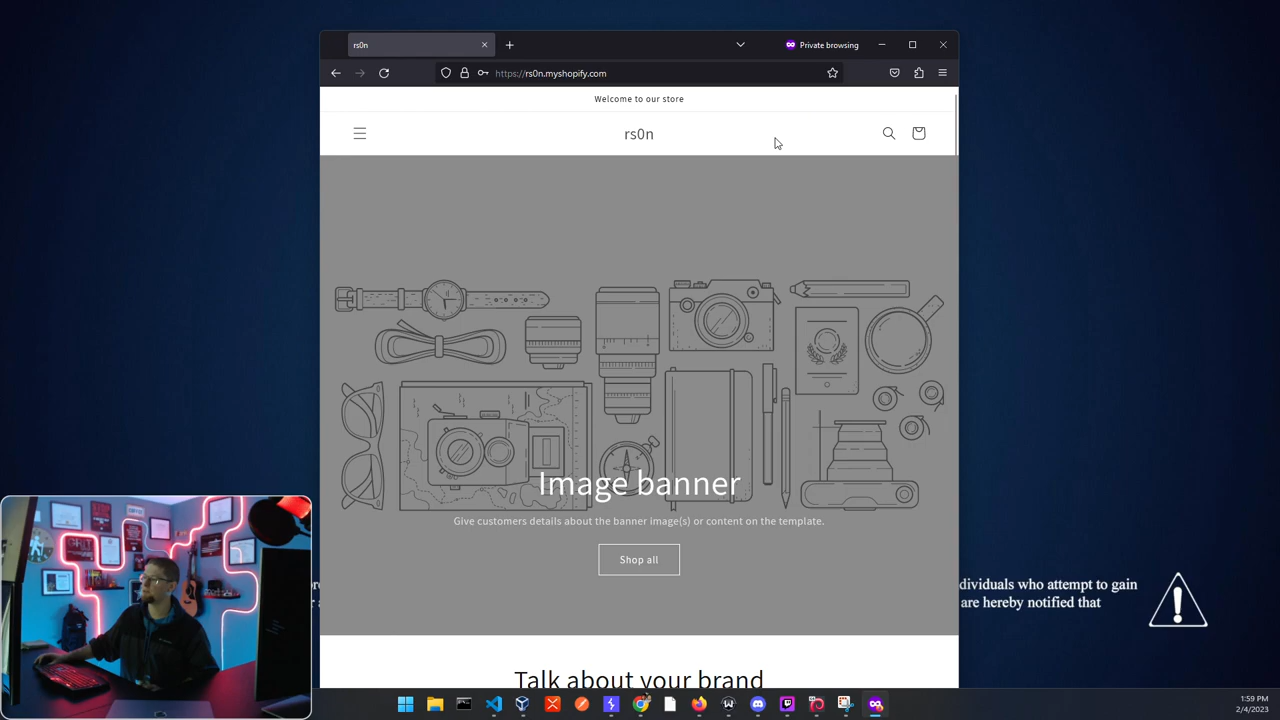 rs0n
Private browsing
https://rs0n.myshopify.com
Welcome to our store
rs0n
Image banner
Give customers details about the banner image(s) or content on the template.
Shop all
dividuals who attempt to gain
are hereby notified that
Talk about your brand
1:59 PM
2/4/2023